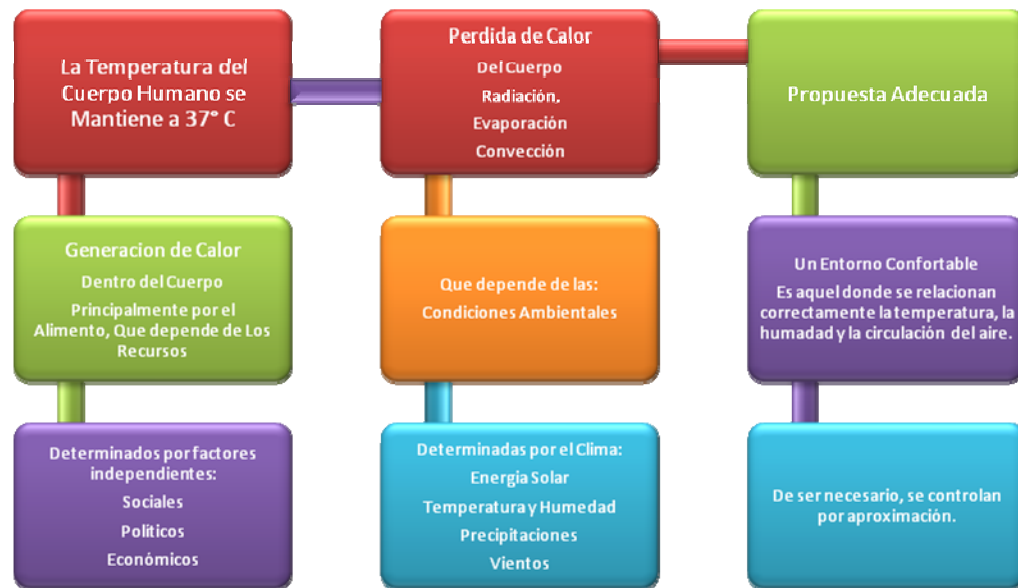 La Temperatura del
Cuerpo Humano se
Mantiene a 37° C
Generacion de Calor
Dentro del Cuerpo
Principalmente por el
Alimento, Que depende de Los
Recursos
Determinados por factores
independientes:
Sociales
Politicos
Económicos
Perdida de Calor
Del Cuerpo
Radiación,
Evaporación
Convección
Que depende de las:
Condiciones Ambientales
Determinadas por el Clima:
Energia Solar
Temperatura y Humedad
Precipitaciones
Vientos
Propuesta Adecuada
Un Entorno Confortable
Es aquel donde se relacionan
correctamente la temperatura, la
humadad y la circulación del aire.
De ser necesario, se controlan
por aproximación.